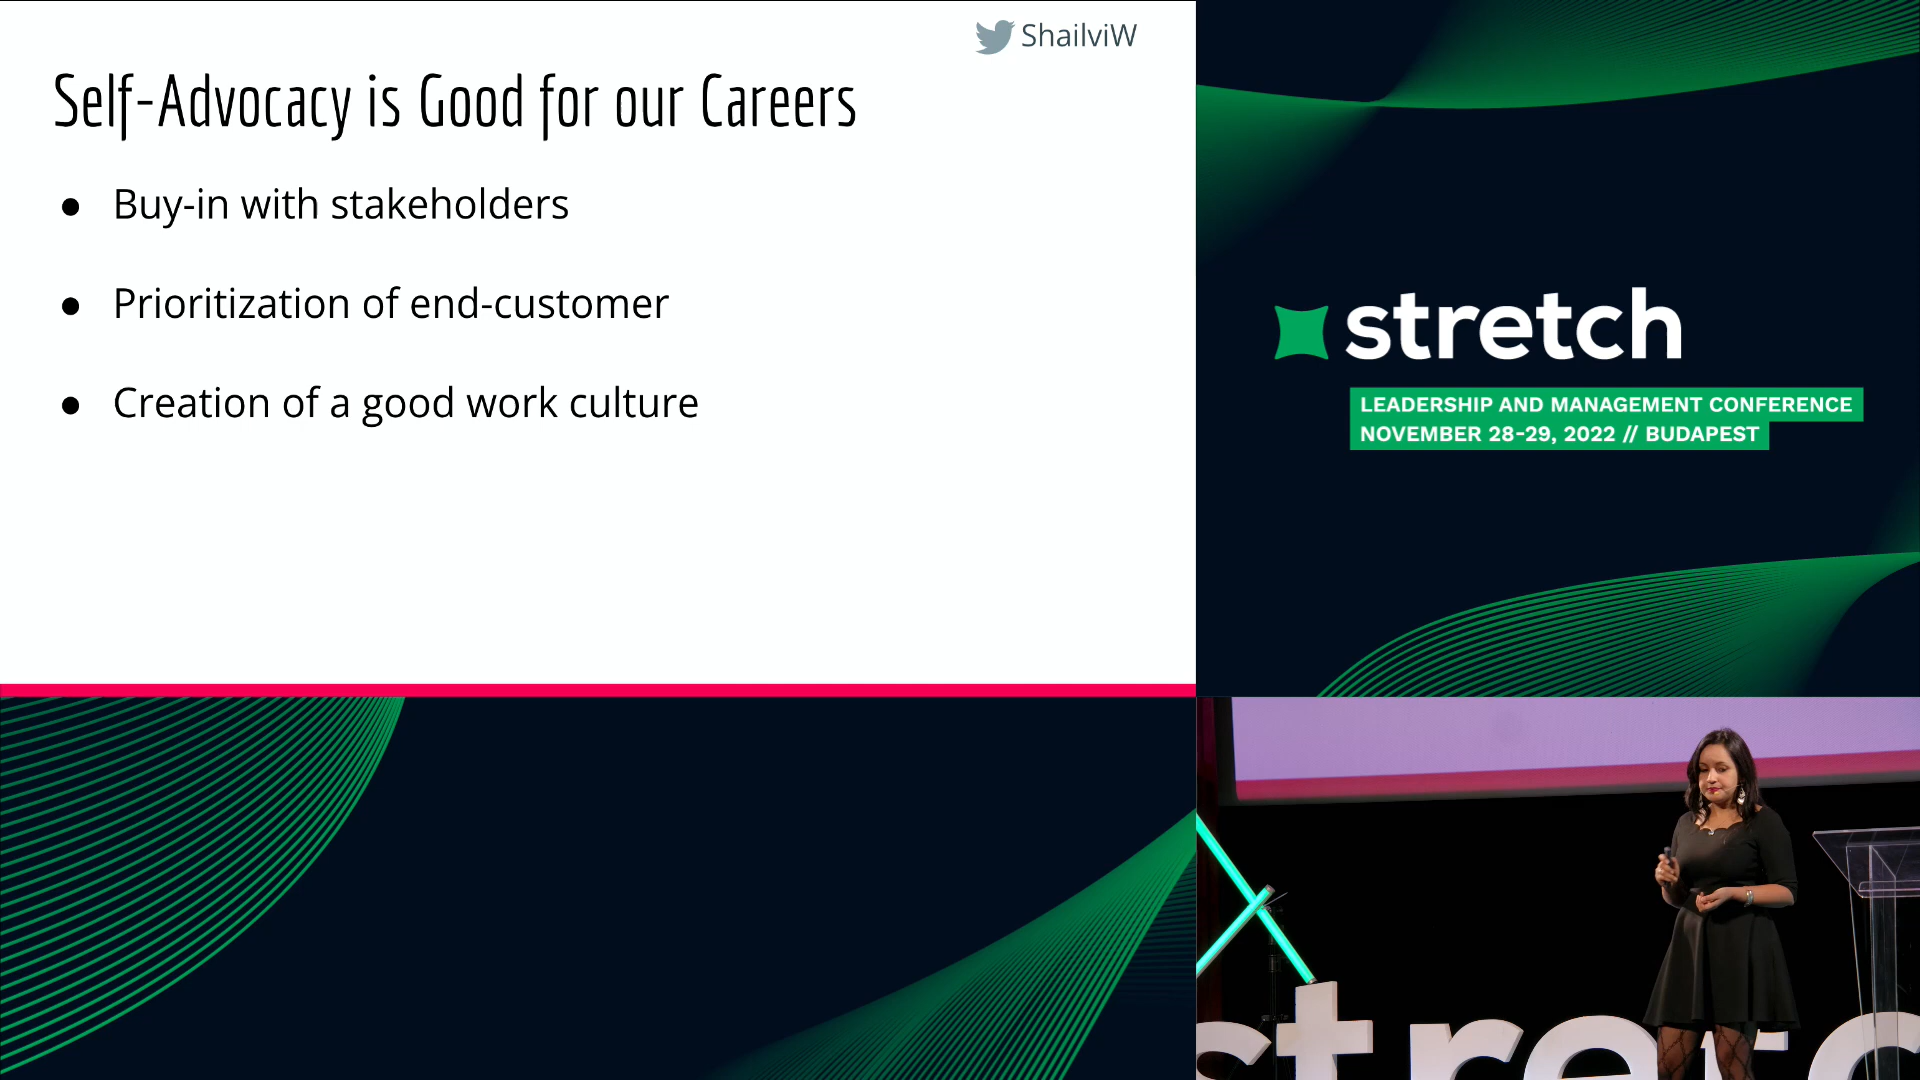 ShailviW
Self-Advocacy is Good for our Careers
● Buy-in with stakeholders
● Prioritization of end-customer
● Creation of a good work culture
stretch
LEADERSHIP AND MANAGEMENT CONFERENCE
NOVEMBER 28-29, 2022 // BUDAPEST
stretc